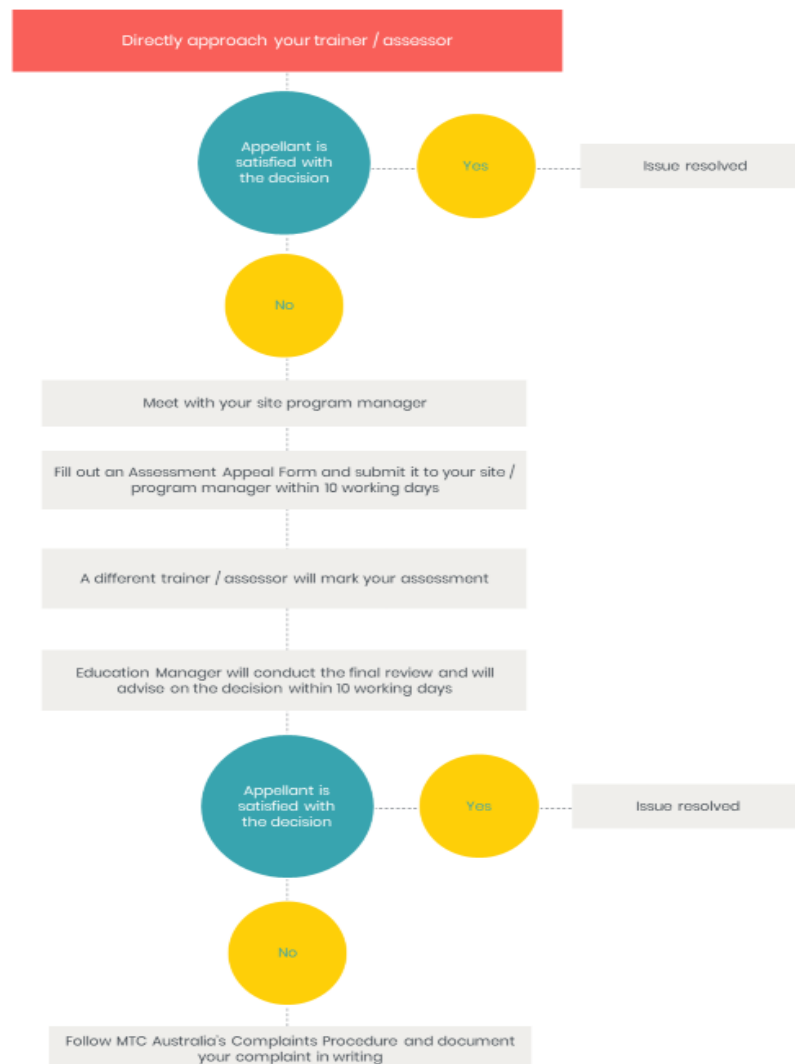 Directly approach your trainer / assessor
Appellant is
satisfied with
the decision
Yes
Issue resolved
No
Meet with your site program manager
Fill out an Assessment Appeal Form and submit it to your site /
program manager within 10 working days
A different trainer / assessor will mark your assessment
Education Manager will conduct the final review and will
advise on the decision within 10 working days
Appellant is
satisfied with
the decision
Yes
Issue resolved
No
Follow MTC Australia's Complaints Procedure and document
your complaint in writing